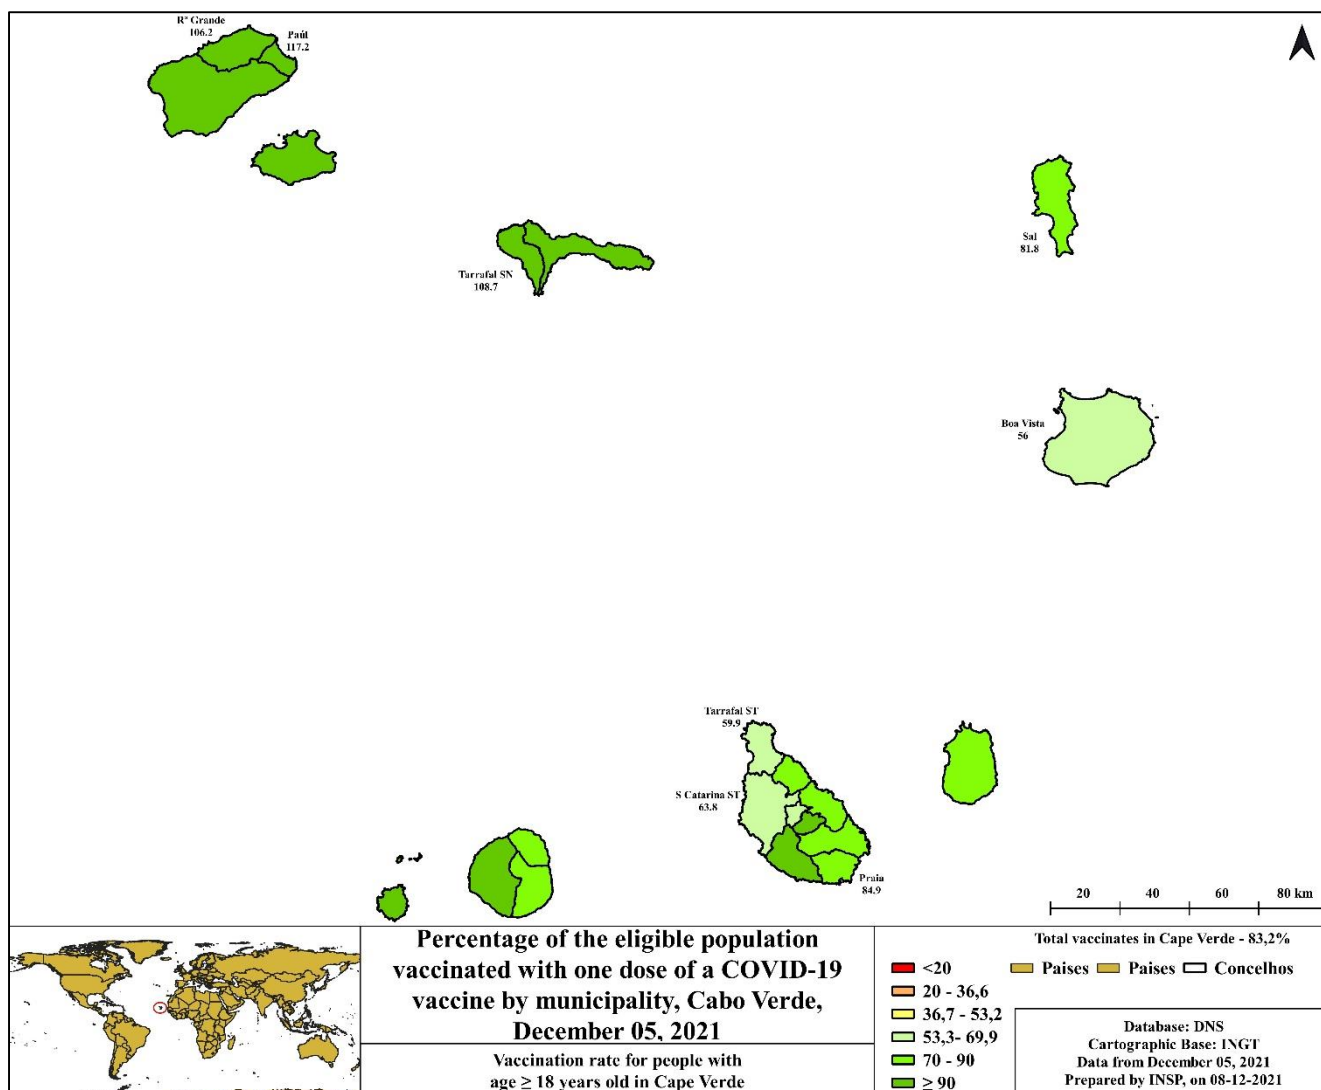 Rª Grande
106.2
Paúl
117.2
Sal
81.8
Tarrafal SN
108.7
Boa Vista
56
Tarrafal ST
59.9
S Catarina ST
63.8
Praia
84.9
20 40 60 80 km
Percentage of the eligible population
vaccinated with one dose of a COVID-19
vaccine by municipality, Cabo Verde,
December 05, 2021
Vaccination rate for people with
age ≥ 18 years old in Cape Verde
<20
20 - 36,6
36,7 - 53,2
53,3- 69,9
70 - 90
≥ 90
Total vaccinates in Cape Verde - 83,2%
Paises Paises Concelhos
Database: DNS
Cartographic Base: INGT
Data from December 05, 2021
Prepared by INSP, on 08-12-2021